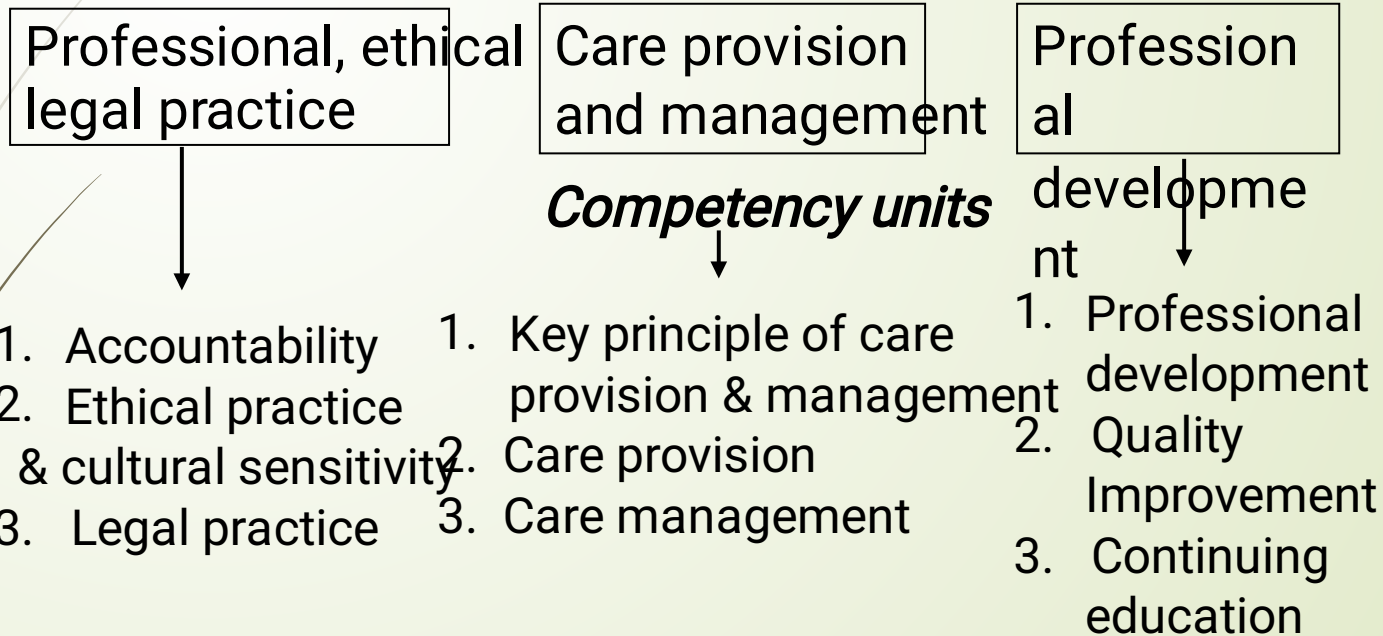 Professional, ethical
legal practice
Care provision
and management
Profession
al
developme
nt
Competency units
1. Accountability
2. Ethical practice
& cultural sensitivity
3. Legal practice
1. Key principle of care
provision & management
2. Care provision
3. Care management
1. Professional
development
2. Quality
Improvement
3. Continuing
education